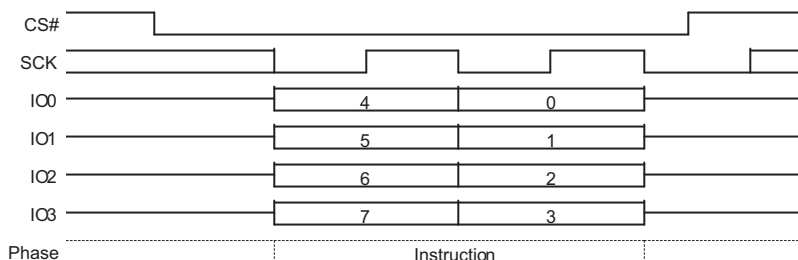 CS#
SCK
IO0 4 0
IO1 5 1
IO2 6 2
IO3 7 3
Phase Instruction